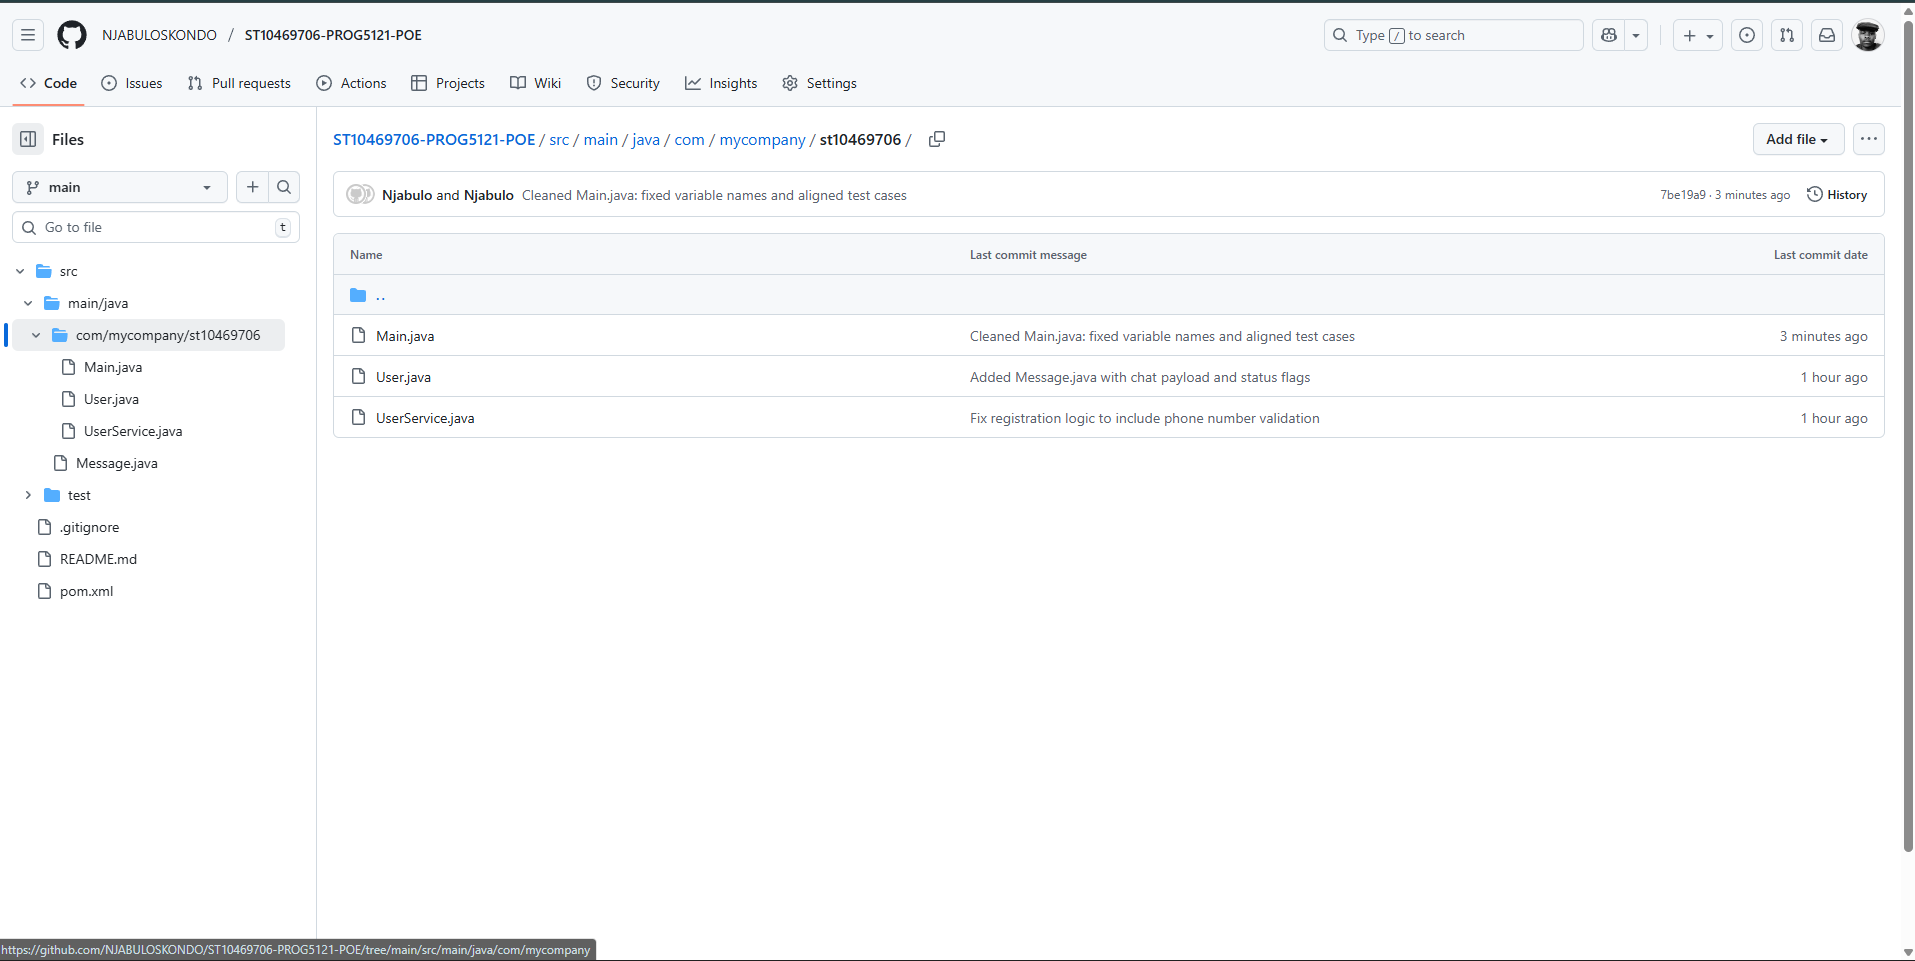 NJABULOSKONDO / ST10469706-PROG5121-POE
Type / to search
Code Issues Pull requests Actions Projects Wiki Security Insights Settings
Files
main
Go to file t
src
main/java
com/mycompany/st10469706
Main.java
User.java
UserService.java
Message.java
test
.gitignore
README.md
pom.xml
ST10469706-PROG5121-POE / src / main / java / com / mycompany / st10469706 /
Add file
Njabulo and Njabulo Cleaned Main.java: fixed variable names and aligned test cases
7be19a9 · 3 minutes ago History
Name Last commit message Last commit date
..
Main.java Cleaned Main.java: fixed variable names and aligned test cases 3 minutes ago
User.java Added Message.java with chat payload and status flags 1 hour ago
UserService.java Fix registration logic to include phone number validation 1 hour ago
https://github.com/NJABULOSKONDO/ST10469706-PROG5121-POE/tree/main/src/main/java/com/mycompany